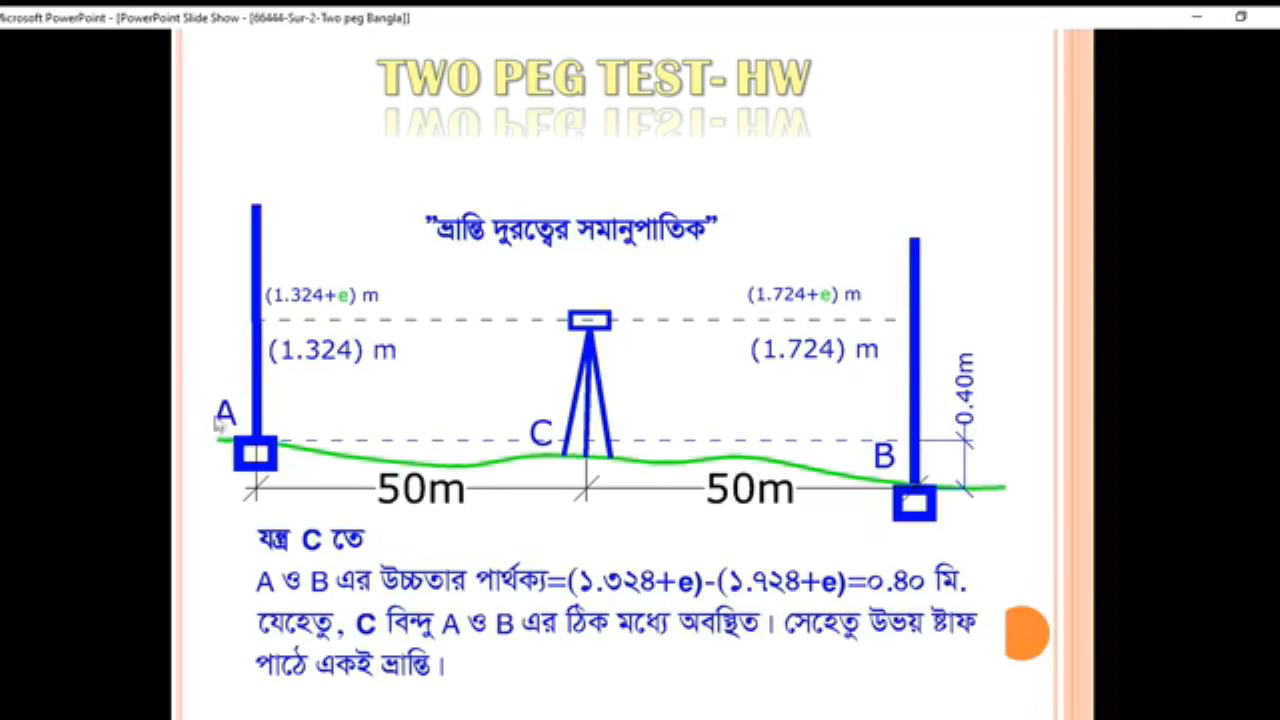 Microsoft PowerPoint - [PowerPoint Slide Show - [66444-Sur-2-Two peg Bangla]]
TWO PEG TEST- HW
”ভ্রান্তি দুরত্বের সমানুপাতিক”
(1.324+e) m
(1.724+e) m
(1.324) m
(1.724) m
0.40m
A
C
B
50m
50m
যন্ত্র C তে
A ও B এর উচ্চতার পার্থক্য=(১.৩২৪+e)-(১.৭২৪+e)=০.৪০ মি.
যেহেতু, C বিন্দু A ও B এর ঠিক মধ্যে অবস্থিত। সেহেতু উভয় ষ্টাফ
পাঠে একই ভ্রান্তি।